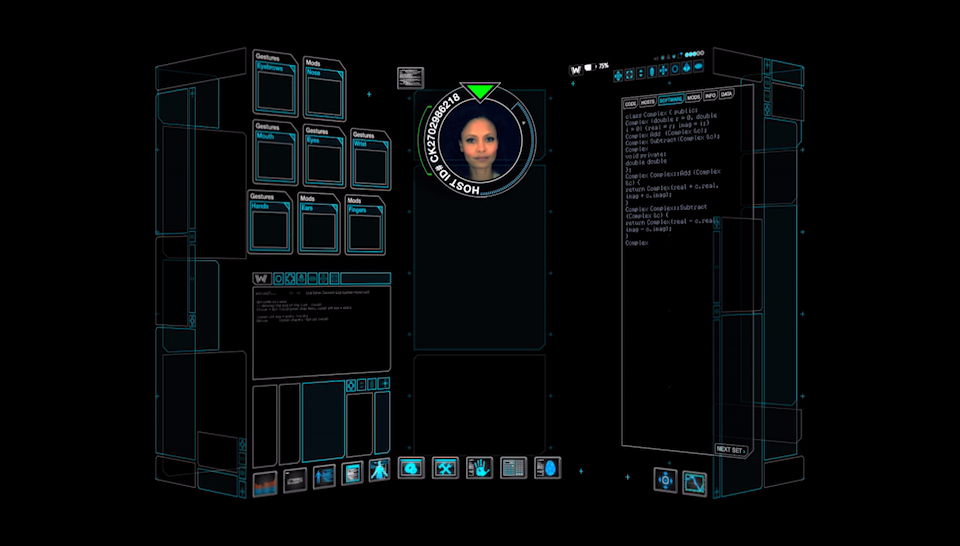 Gestures
Eyebrows
Mods
Nose
Gestures
Mouth
Gestures
Eyes
Gestures
Wrist
Gestures
Hands
Mods
Ears
Mods
Fingers
W
HOST ID# CK2702986218
W
75%
CODE
HOSTS
SOFTWARE
MODS
INFO
DATA
class Complex { public:
Complex (double r = 0, double
i = 0) {real = r; imag = i;}
Complex Add (Complex &c);
Complex Subtract(Complex &c);
Complex
void private:
double double
};
Complex Complex::Add (Complex
&c) {
return Complex(real + c.real,
imag + c.imag);
}
Complex Complex::Subtract
(Complex &c) {
return Complex(real - c.real,
imag - c.imag);
}
Complex
NEXT SET ›